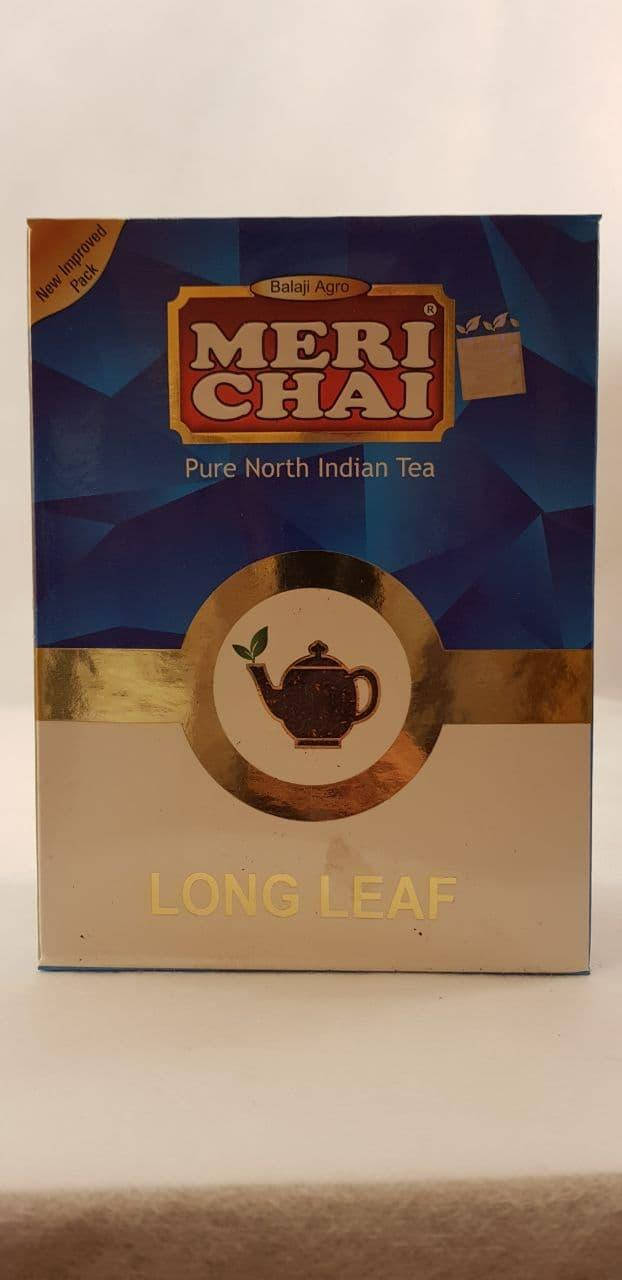 New Improved
Pack
Balaji Agro
MERI®
CHAI
Pure North Indian Tea
LONG LEAF